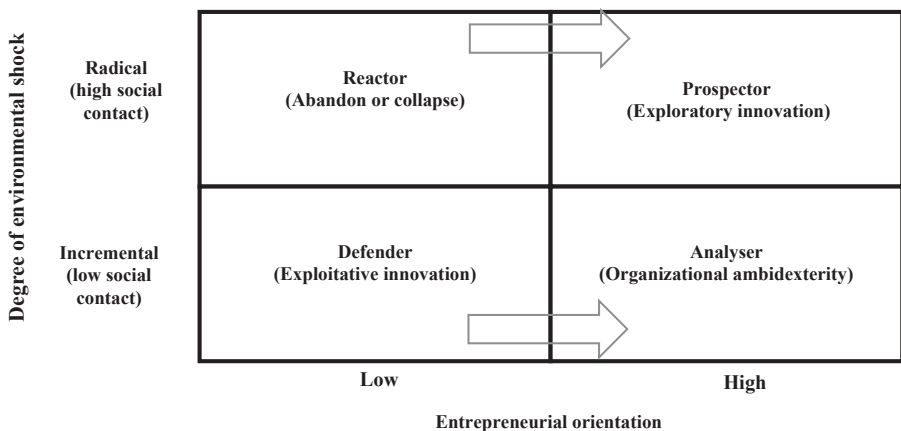 Degree of environmental shock
Radical
(high social
contact)
Reactor
(Abandon or collapse)
Prospector
(Exploratory innovation)
Incremental
(low social
contact)
Defender
(Exploitative innovation)
Analyser
(Organizational ambidexterity)
Low
High
Entrepreneurial orientation